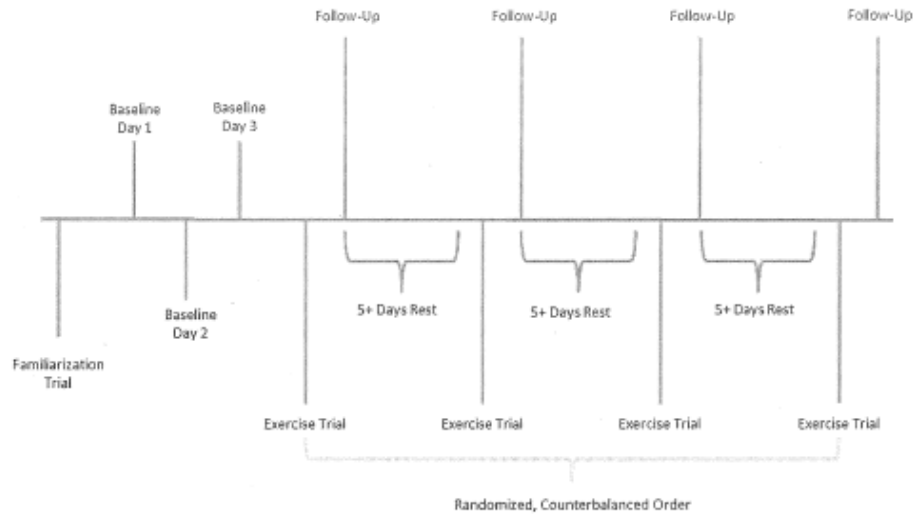 Follow-Up
Follow-Up
Follow-Up
Follow-Up
Baseline
Day 1
Baseline
Day 3
5+ Days Rest
5+ Days Rest
5+ Days Rest
Baseline
Day 2
Familiarization
Trial
Exercise Trial
Exercise Trial
Exercise Trial
Exercise Trial
Randomized, Counterbalanced Order